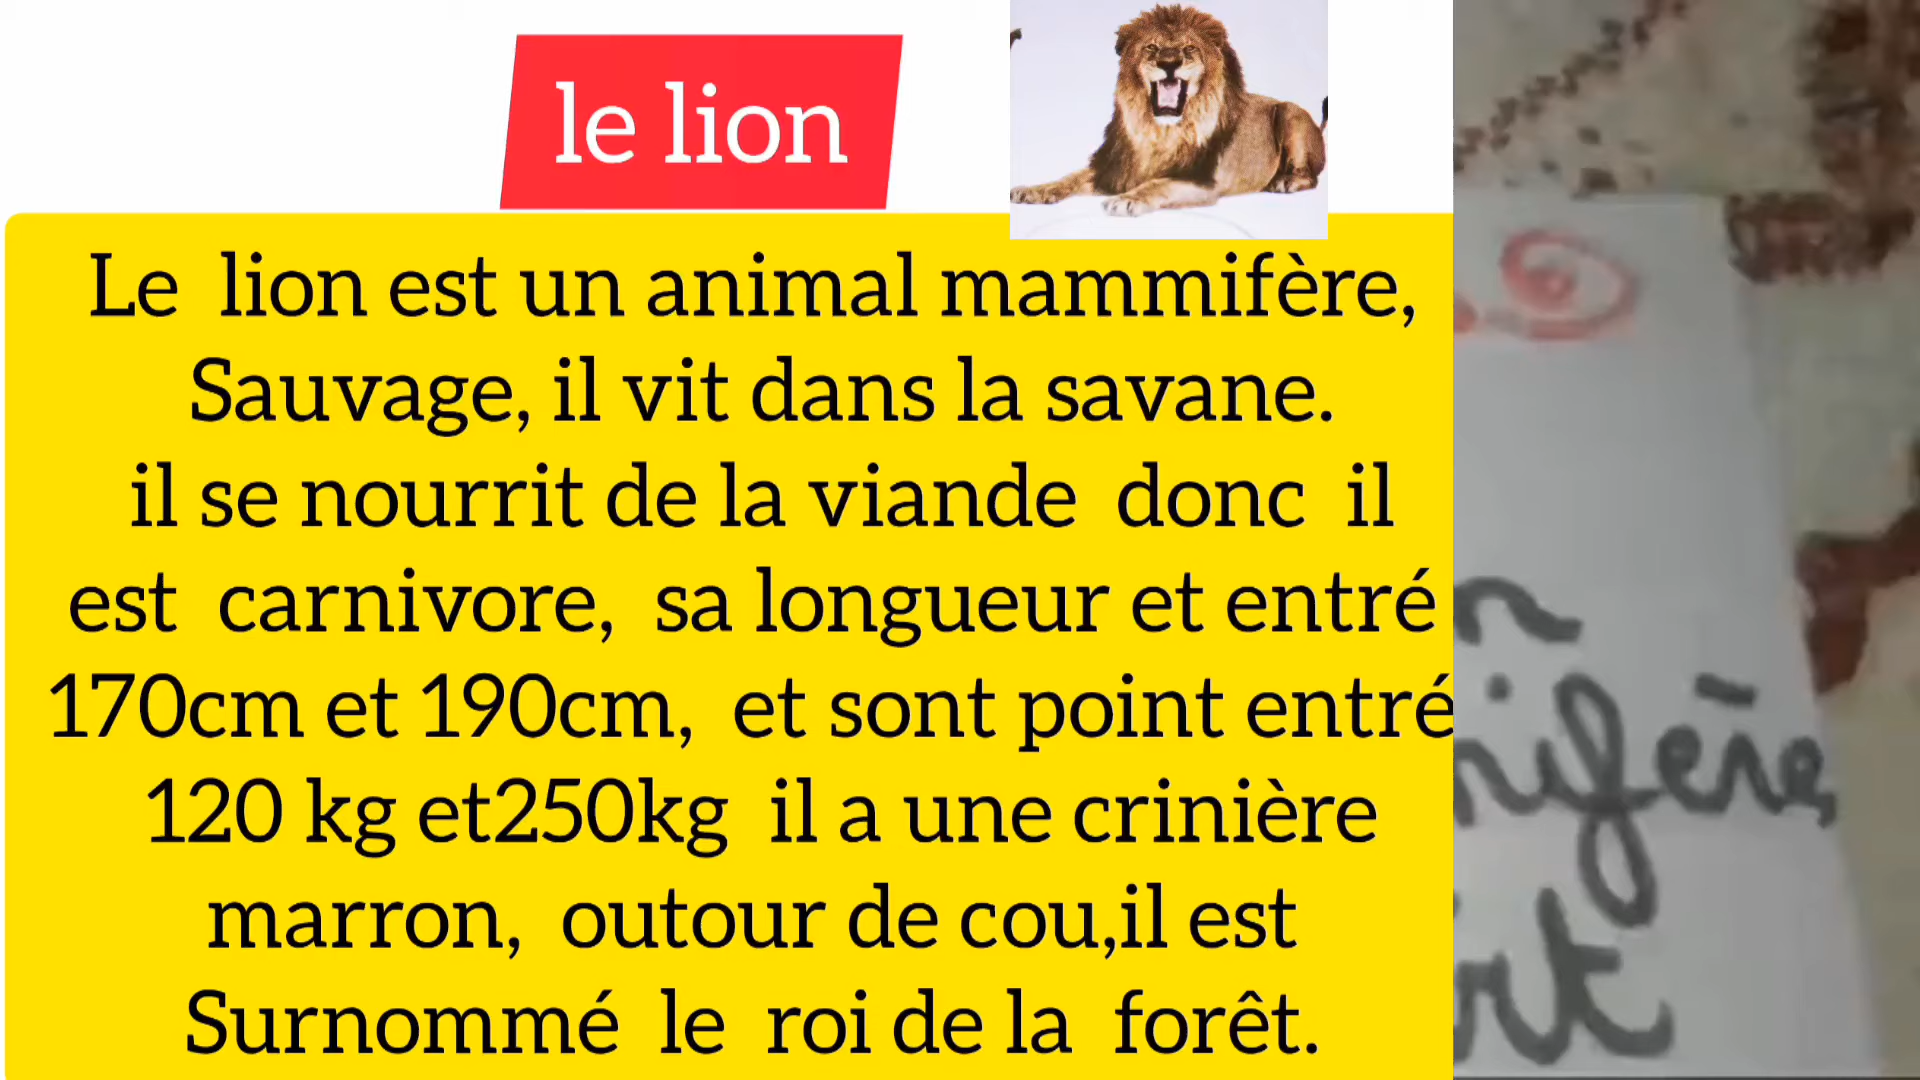 le lion
Le lion est un animal mammifère,
Sauvage, il vit dans la savane.
il se nourrit de la viande donc il
est carnivore, sa longueur et entré
170cm et 190cm, et sont point entré
120 kg et250kg il a une crinière
marron, outour de cou,il est
Surnommé le roi de la forêt.